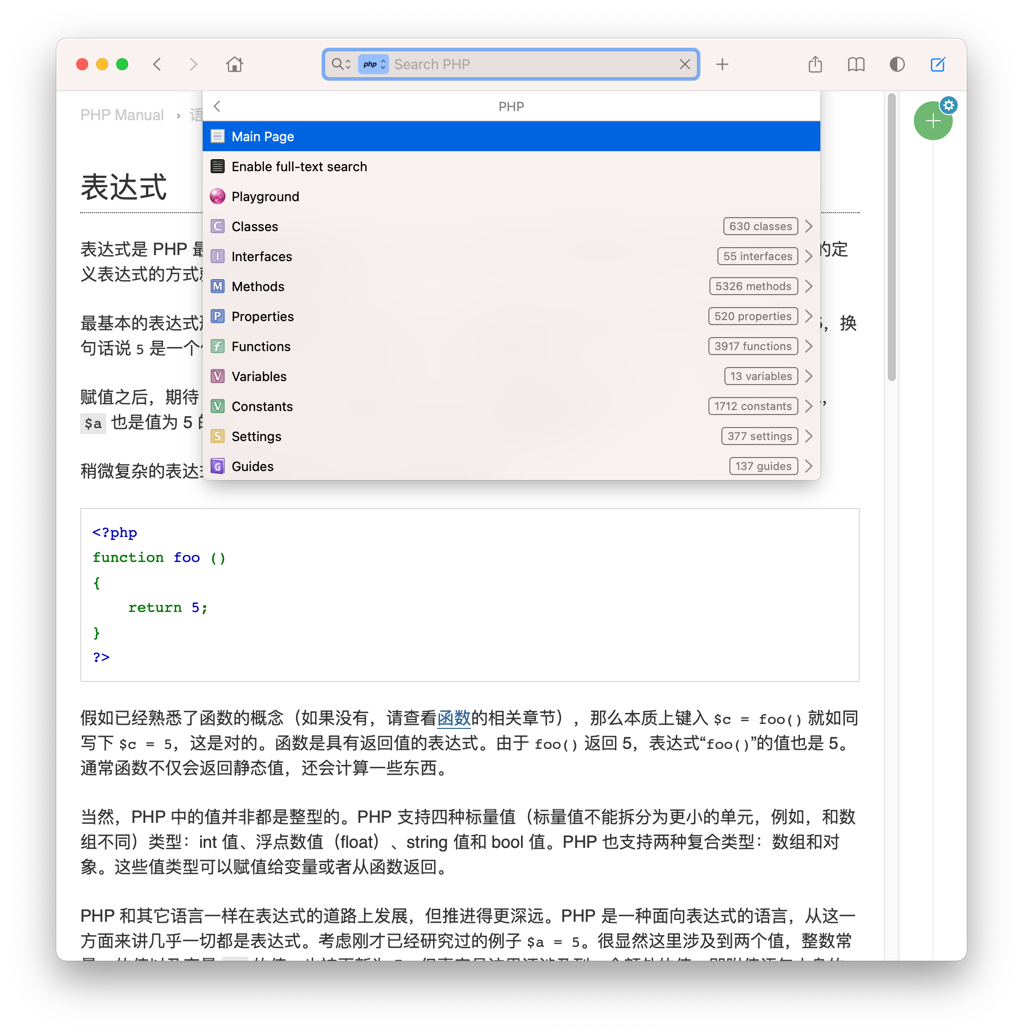 php Search PHP
PHP Manual › 语
PHP
Main Page
Enable full-text search
Playground
Classes 630 classes
Interfaces 55 interfaces
Methods 5326 methods
Properties 520 properties
Functions 3917 functions
Variables 13 variables
Constants 1712 constants
Settings 377 settings
Guides 137 guides
表达式
表达式是 PHP 最 的定
义表达式的方式
最基本的表达式 ，换
句话说 5 是一个
赋值之后，期待
$a 也是值为 5 的
稍微复杂的表达
<?php
function foo ()
{
return 5;
}
?>
假如已经熟悉了函数的概念（如果没有，请查看函数的相关章节），那么本质上键入 $c = foo() 就如同
写下 $c = 5，这是对的。函数是具有返回值的表达式。由于 foo() 返回 5，表达式“foo()”的值也是 5。
通常函数不仅会返回静态值，还会计算一些东西。
当然，PHP 中的值并非都是整型的。PHP 支持四种标量值（标量值不能拆分为更小的单元，例如，和数
组不同）类型：int 值、浮点数值（float）、string 值和 bool 值。PHP 也支持两种复合类型：数组和对
象。这些值类型可以赋值给变量或者从函数返回。
PHP 和其它语言一样在表达式的道路上发展，但推进得更深远。PHP 是一种面向表达式的语言，从这一
方面来讲几乎一切都是表达式。考虑刚才已经研究过的例子 $a = 5。很显然这里涉及到两个值，整数常